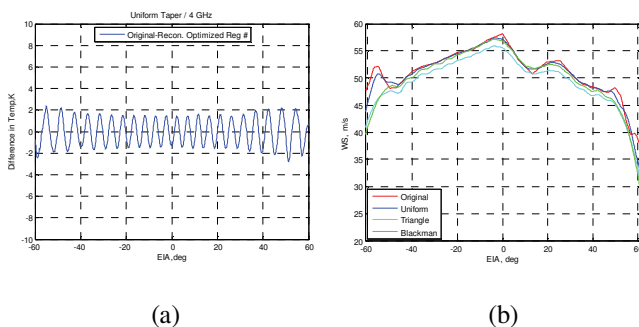 Uniform Taper / 4 GHz
Original-Recon. Optimized Reg #
Difference in Temp,K
10
8
6
4
2
0
-2
-4
-6
-8
-10
-60
-40
-20
0
20
40
60
EIA,deg
(a)
WS, m/s
60
55
50
45
40
35
30
25
20
Original
Uniform
Triangle
Blackman
-60
-40
-20
0
20
40
60
EIA, deg
(b)